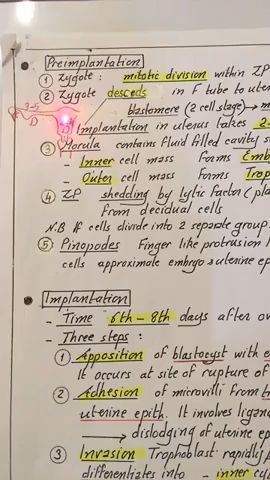 Preimplantation
① Zygote : mitotic division within ZP
② Zygote desceds in F tube to uter
blastomere (2 cell stage) → m
3-5
D
Implantation in uterus takes 2-
③ Morula contains fluid filled cavity s
- Inner cell mass forms Emb
- Outer cell mass forms Trop
④ ZP shedding by lytic factor (pla
from decidual cells
N.B If cells divide into 2 separate group
⑤ Pinopodes Finger like protrusion f
cells approximate embryo & uterine ep
Implantation
- Time 6th - 8th days after ov
- Three steps :
① Apposition of blastocyst with e
It occurs at site of rupture of
② Adhesion of microvilli from tr
uterine epith. It involves ligand
→ dislodging of uterine ep
③ Invasion Trophoblast rapidly p
differentiates into - inner cy